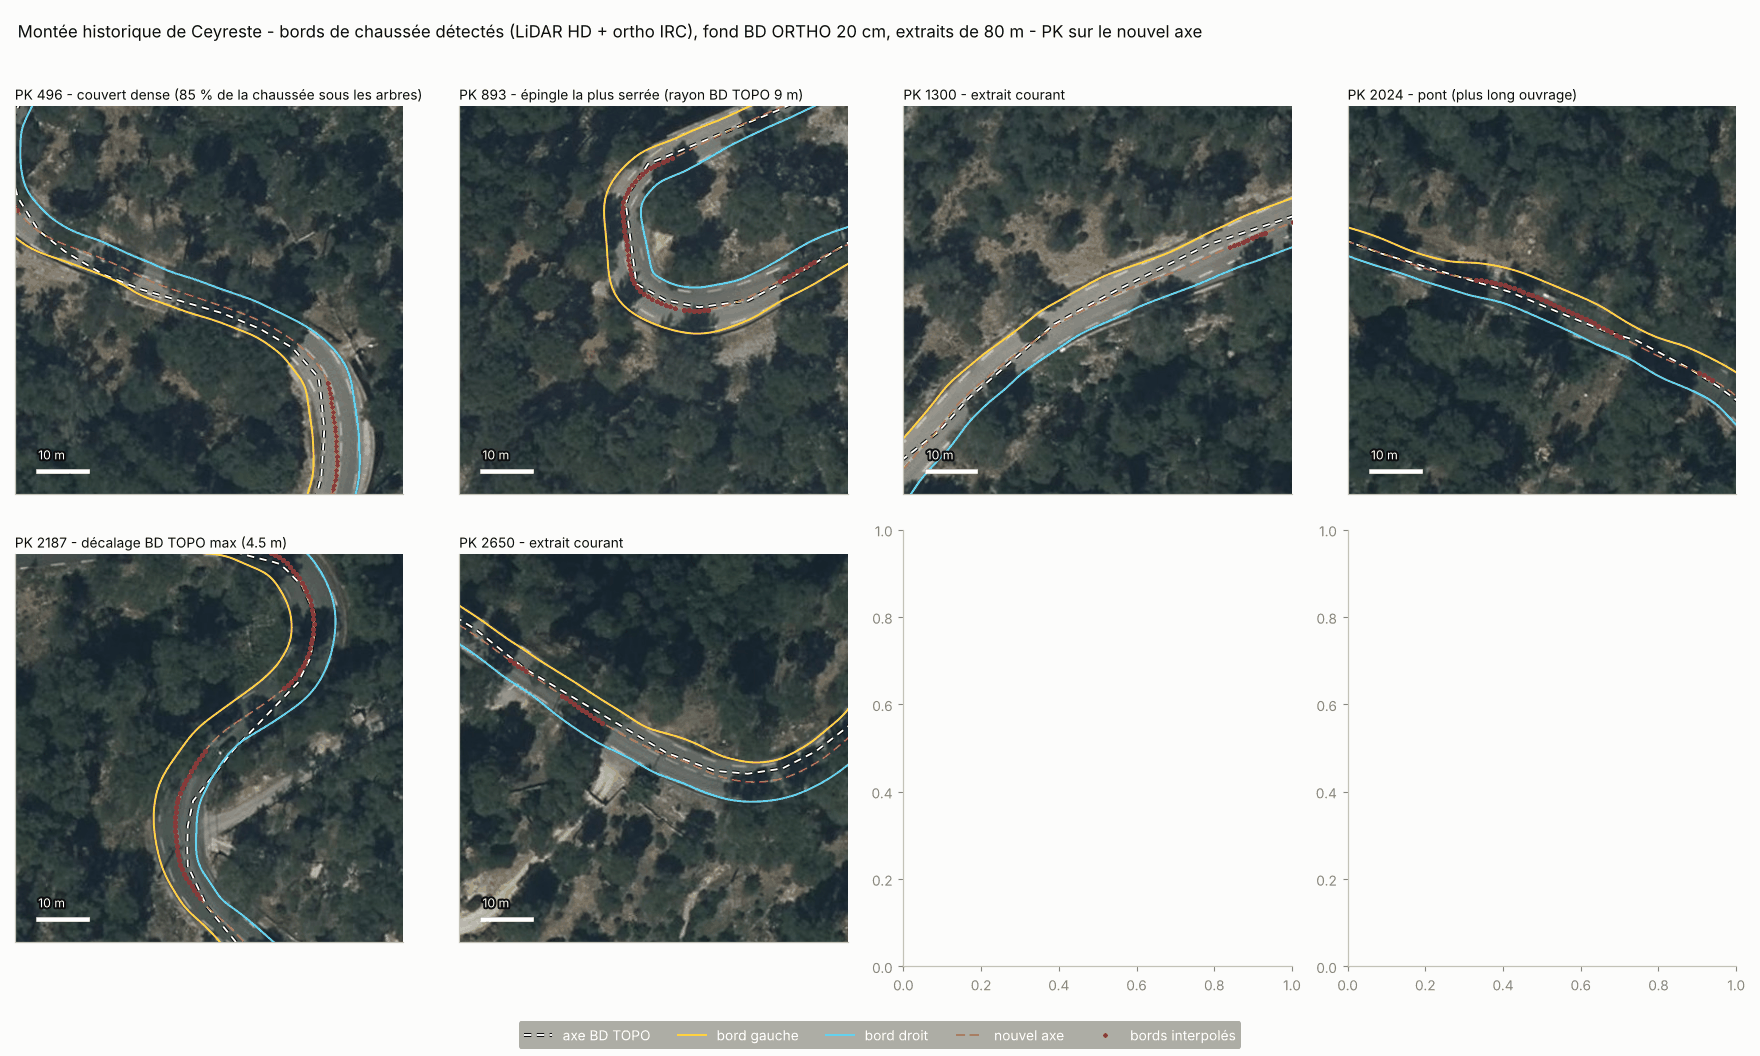 Montée historique de Ceyreste - bords de chaussée détectés (LiDAR HD + ortho IRC), fond BD ORTHO 20 cm, extraits de 80 m - PK sur le nouvel axe
PK 496 - couvert dense (85 % de la chaussée sous les arbres)
PK 893 - épingle la plus serrée (rayon BD TOPO 9 m)
PK 1300 - extrait courant
PK 2024 - pont (plus long ouvrage)
10 m
10 m
10 m
10 m
PK 2187 - décalage BD TOPO max (4.5 m)
PK 2650 - extrait courant
10 m
10 m
1.0
0.8
0.6
0.4
0.2
0.0
0.0 0.2 0.4 0.6 0.8 1.0
1.0
0.8
0.6
0.4
0.2
0.0
0.0 0.2 0.4 0.6 0.8 1.0
axe BD TOPO bord gauche bord droit nouvel axe bords interpolés